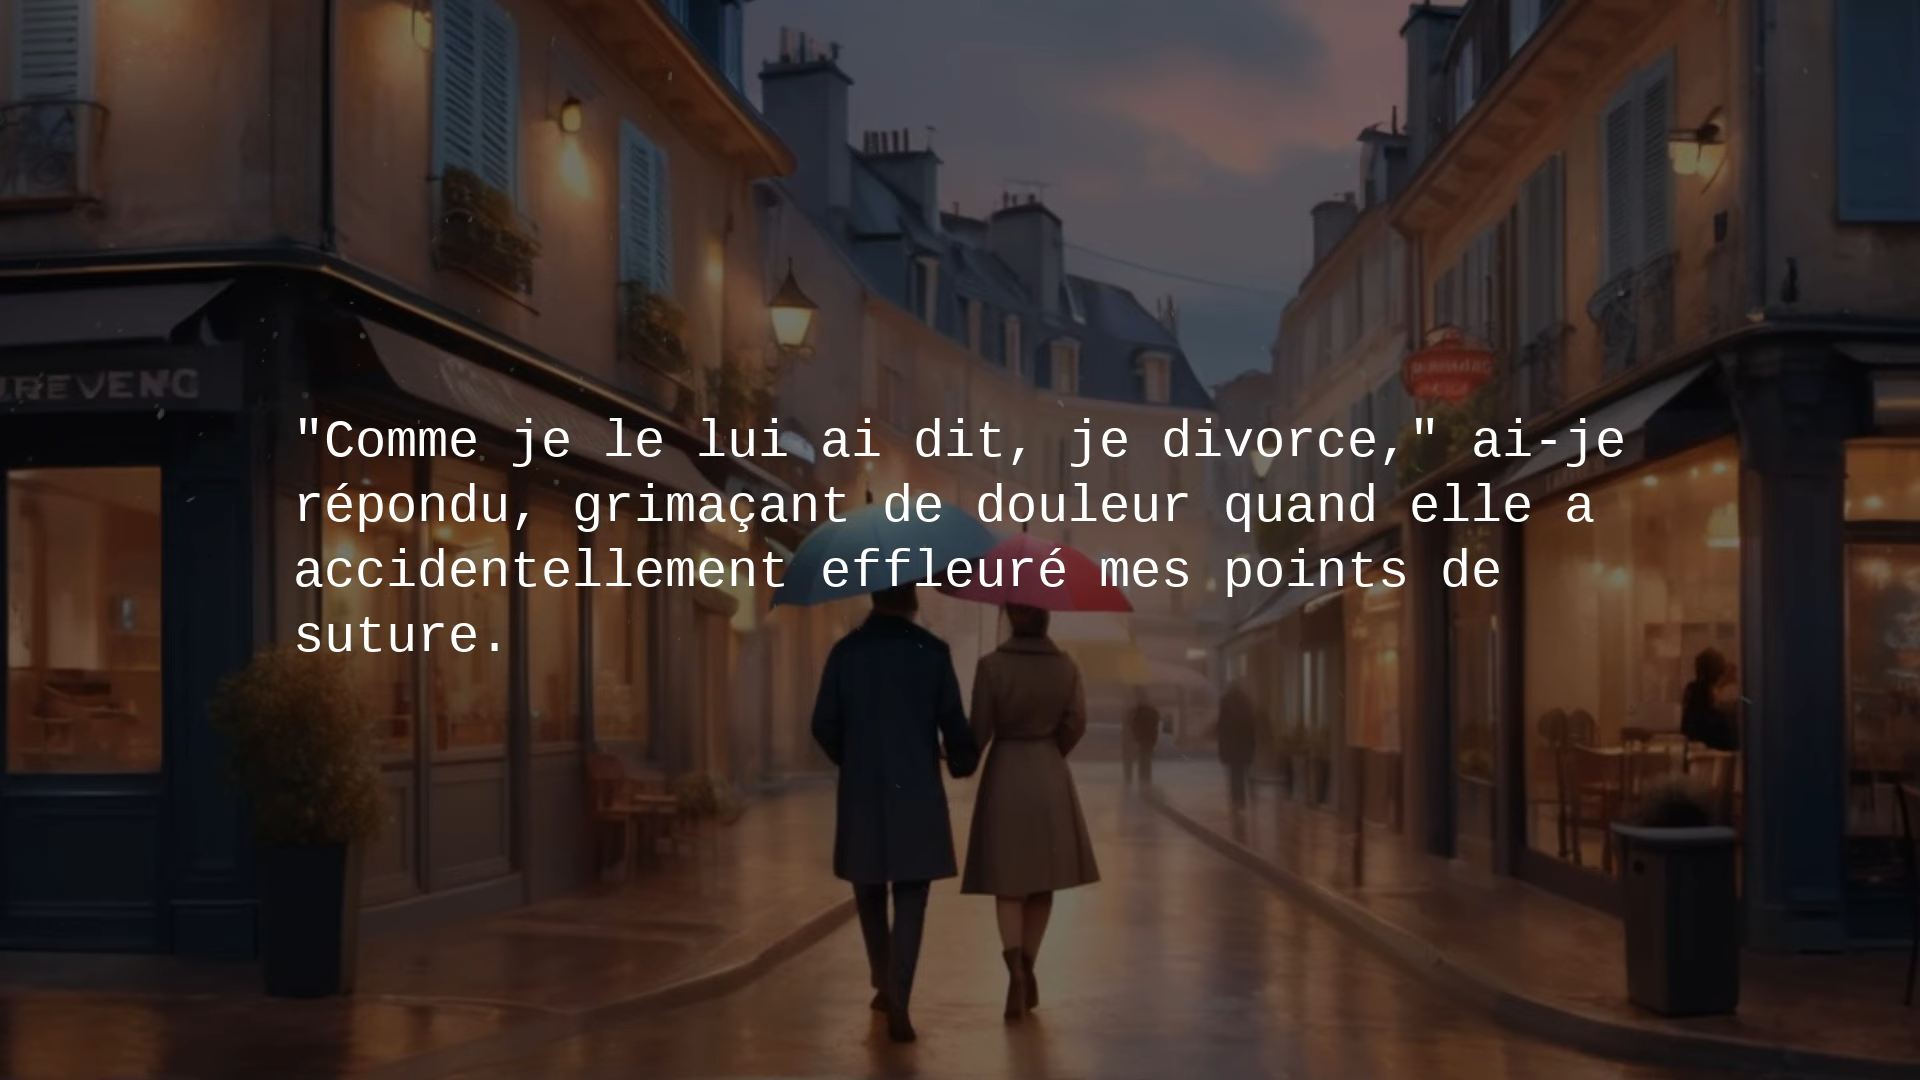 "Comme je le lui ai dit, je divorce," ai-je
répondu, grimaçant de douleur quand elle a
accidentellement effleuré mes points de
suture.